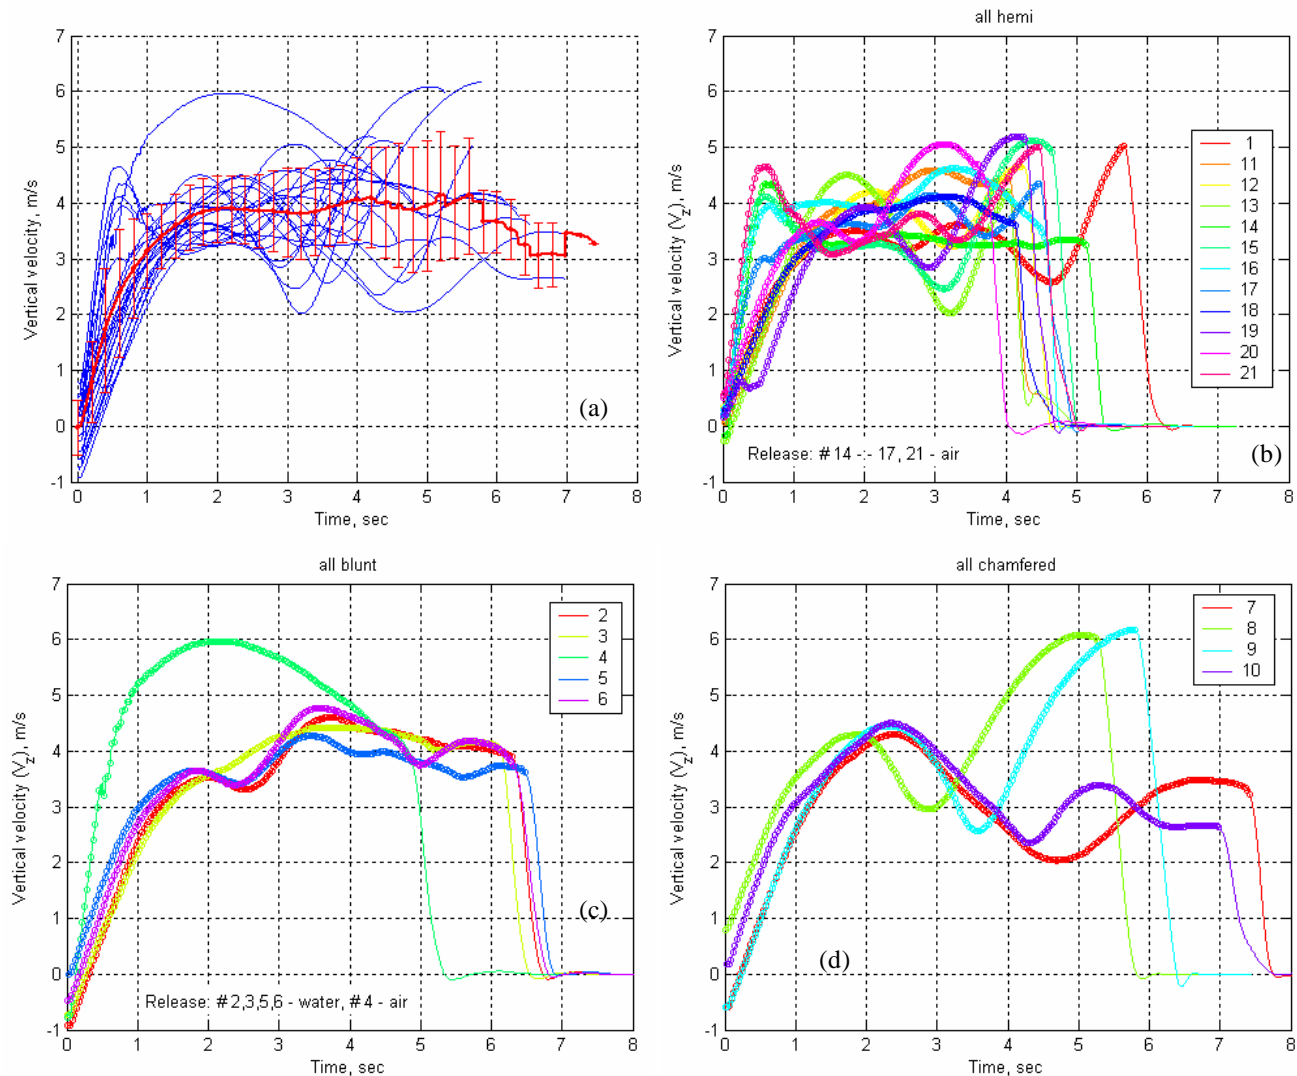 7
6
5
4
3
2
1
0
-1
Vertical velocity, m/s
0 1 2 3 4 5 6 7 8
Time, sec
(a)
all hemi
7
6
5
4
3
2
1
0
-1
Vertical velocity (Vz), m/s
1
11
12
13
14
15
16
17
18
19
20
21
Release: #14 -:- 17, 21 - air
(b)
0 1 2 3 4 5 6 7 8
Time, sec
all blunt
7
6
5
4
3
2
1
0
-1
Vertical velocity (Vz), m/s
2
3
4
5
6
(c)
Release: #2,3,5,6 - water, #4 - air
0 1 2 3 4 5 6 7 8
Time, sec
all chamfered
7
6
5
4
3
2
1
0
-1
Vertical velocity (Vz), m/s
7
8
9
10
(d)
0 1 2 3 4 5 6 7 8
Time, sec